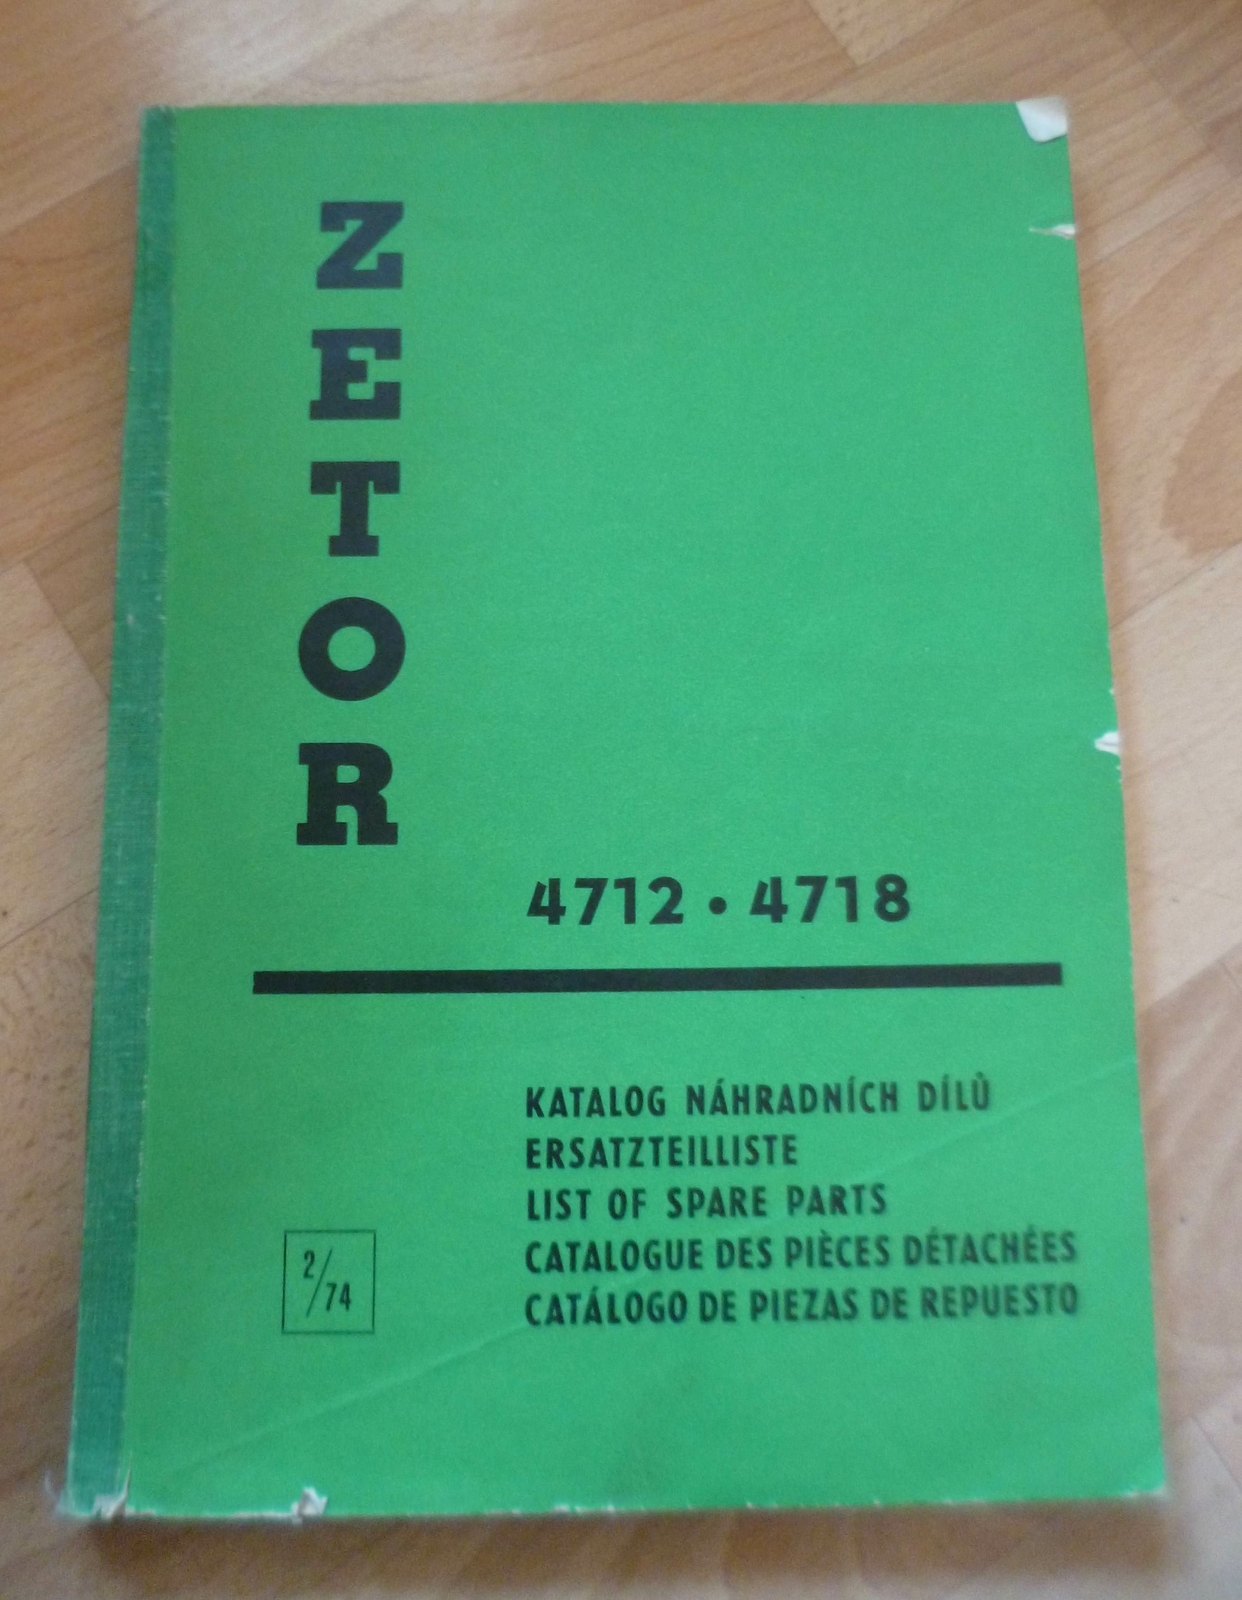 ZETOR
4712 • 4718
KATALOG NÁHRADNÍCH DÍLŮ
ERSATZTEILLISTE
LIST OF SPARE PARTS
CATALOGUE DES PIÈCES DÉTACHÉES
CATÁLOGO DE PIEZAS DE REPUESTO
2/74